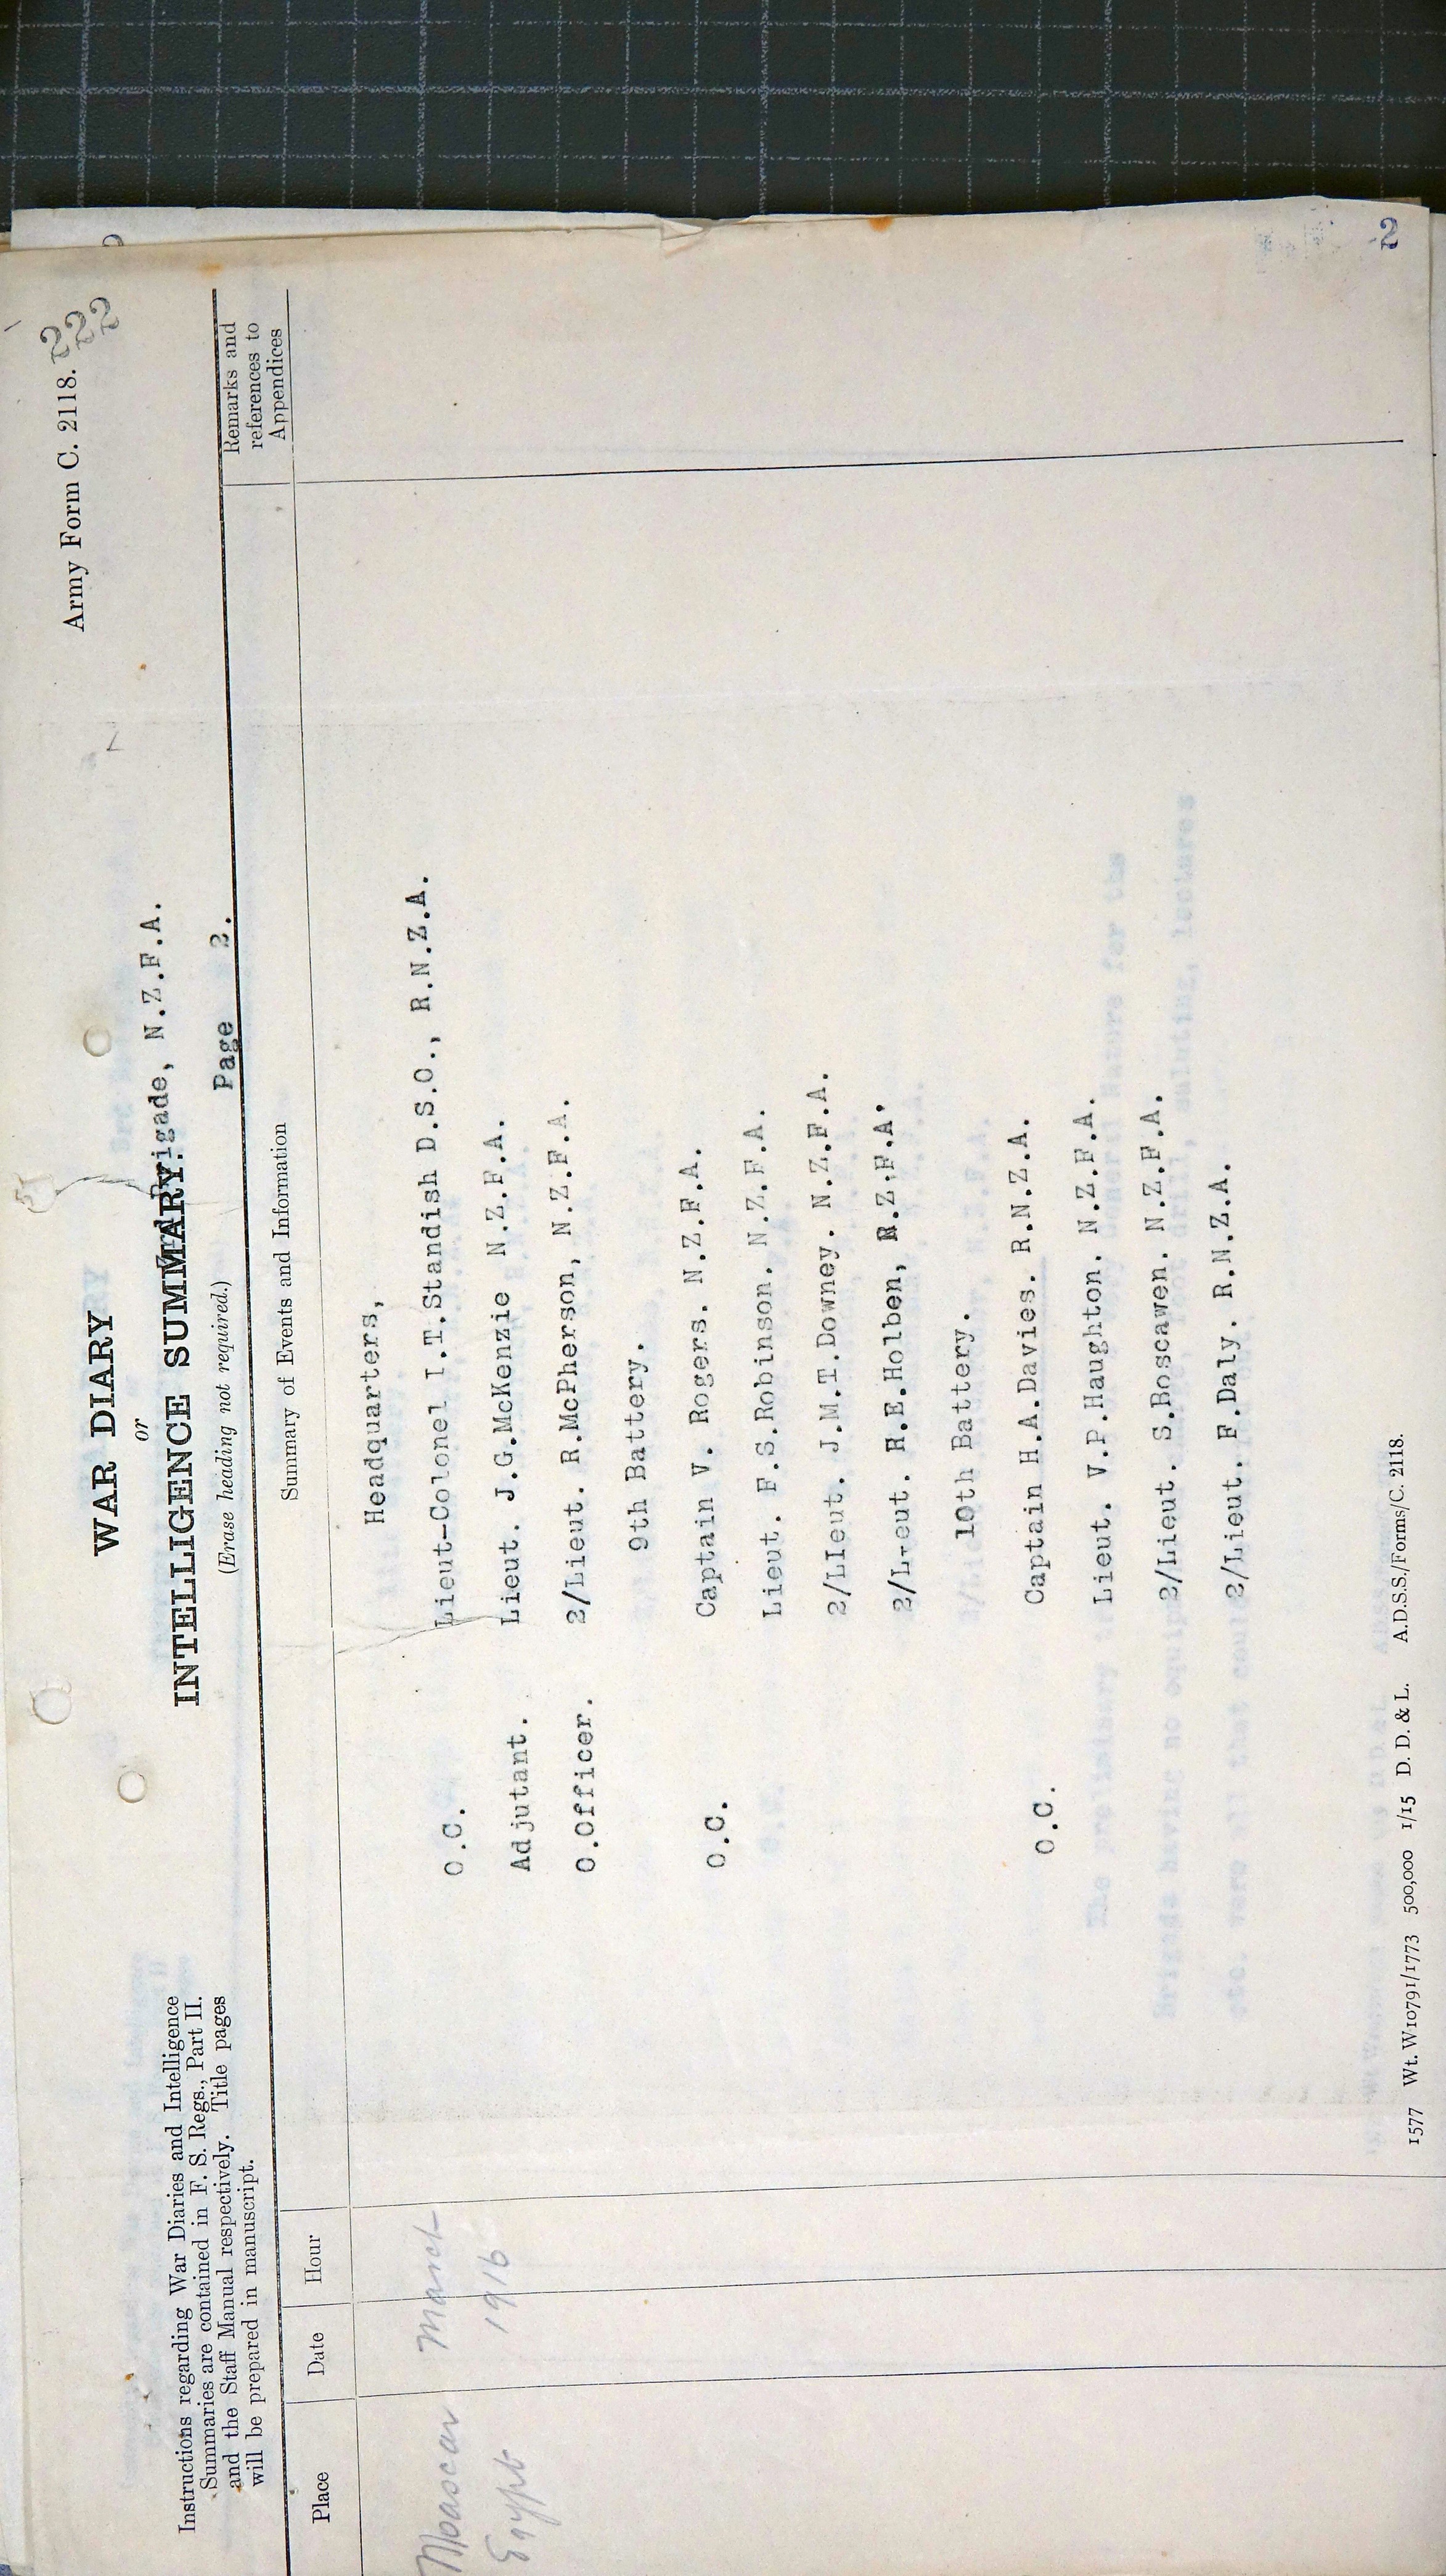 Army Form C. 2118.
222
WAR DIARY
or
INTELLIGENCE SUMMARY.
Brigade, N.Z.F.A.
(Erase heading not required.)
Page 2.
Instructions regarding War Diaries and Intelligence
Summaries are contained in F. S. Regs., Part II.
and the Staff Manual respectively. Title pages
will be prepared in manuscript.
Place
Date
Hour
Summary of Events and Information
Remarks and
references to
Appendices
Moascar March
Egypt 1916
Headquarters,
O.C. Lieut-Colonel I.T.Standish D.S.O., R.N.Z.A.
Adjutant. Lieut. J.G.McKenzie N.Z.F.A.
O.Officer. 2/Lieut. R.McPherson, N.Z.F.A.
9th Battery.
O.C. Captain V. Rogers. N.Z.F.A.
Lieut. F.S.Robinson. N.Z.F.A.
2/LIeut. J.M.T.Downey. N.Z.F.A.
2/Lieut. R.E.Holben, N.Z.F.A.
10th Battery.
O.C. Captain H.A.Davies. R.N.Z.A.
Lieut. V.P.Haughton. N.Z.F.A.
2/Lieut. S.Boscawen. N.Z.F.A.
2/Lieut. F.Daly. R.N.Z.A.
1577 Wt. W10791/1773 500,000 1/15 D. D. & L. A.D.S.S./Forms/C. 2118.
2